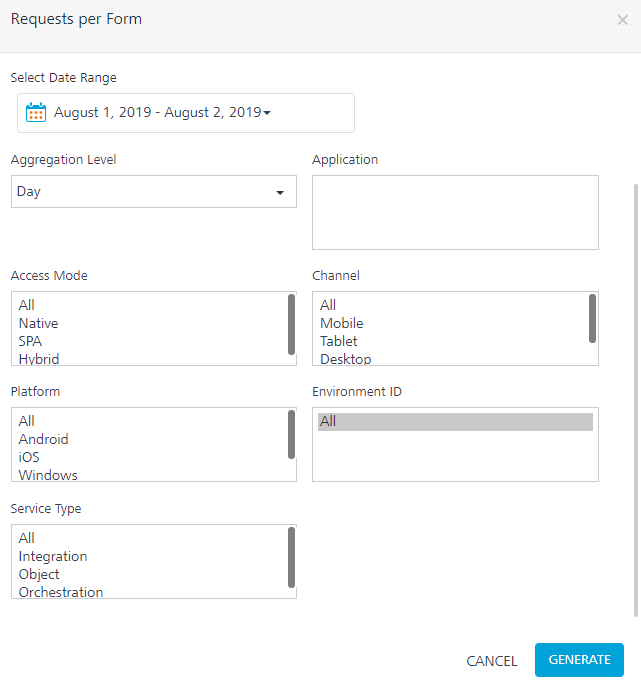 Requests per Form
×
Select Date Range
August 1, 2019 - August 2, 2019
Aggregation Level
Application
Day
Access Mode
Channel
All
Native
SPA
Hybrid
All
Mobile
Tablet
Desktop
Platform
Environment ID
All
Android
iOS
Windows
All
Service Type
All
Integration
Object
Orchestration
CANCEL
GENERATE